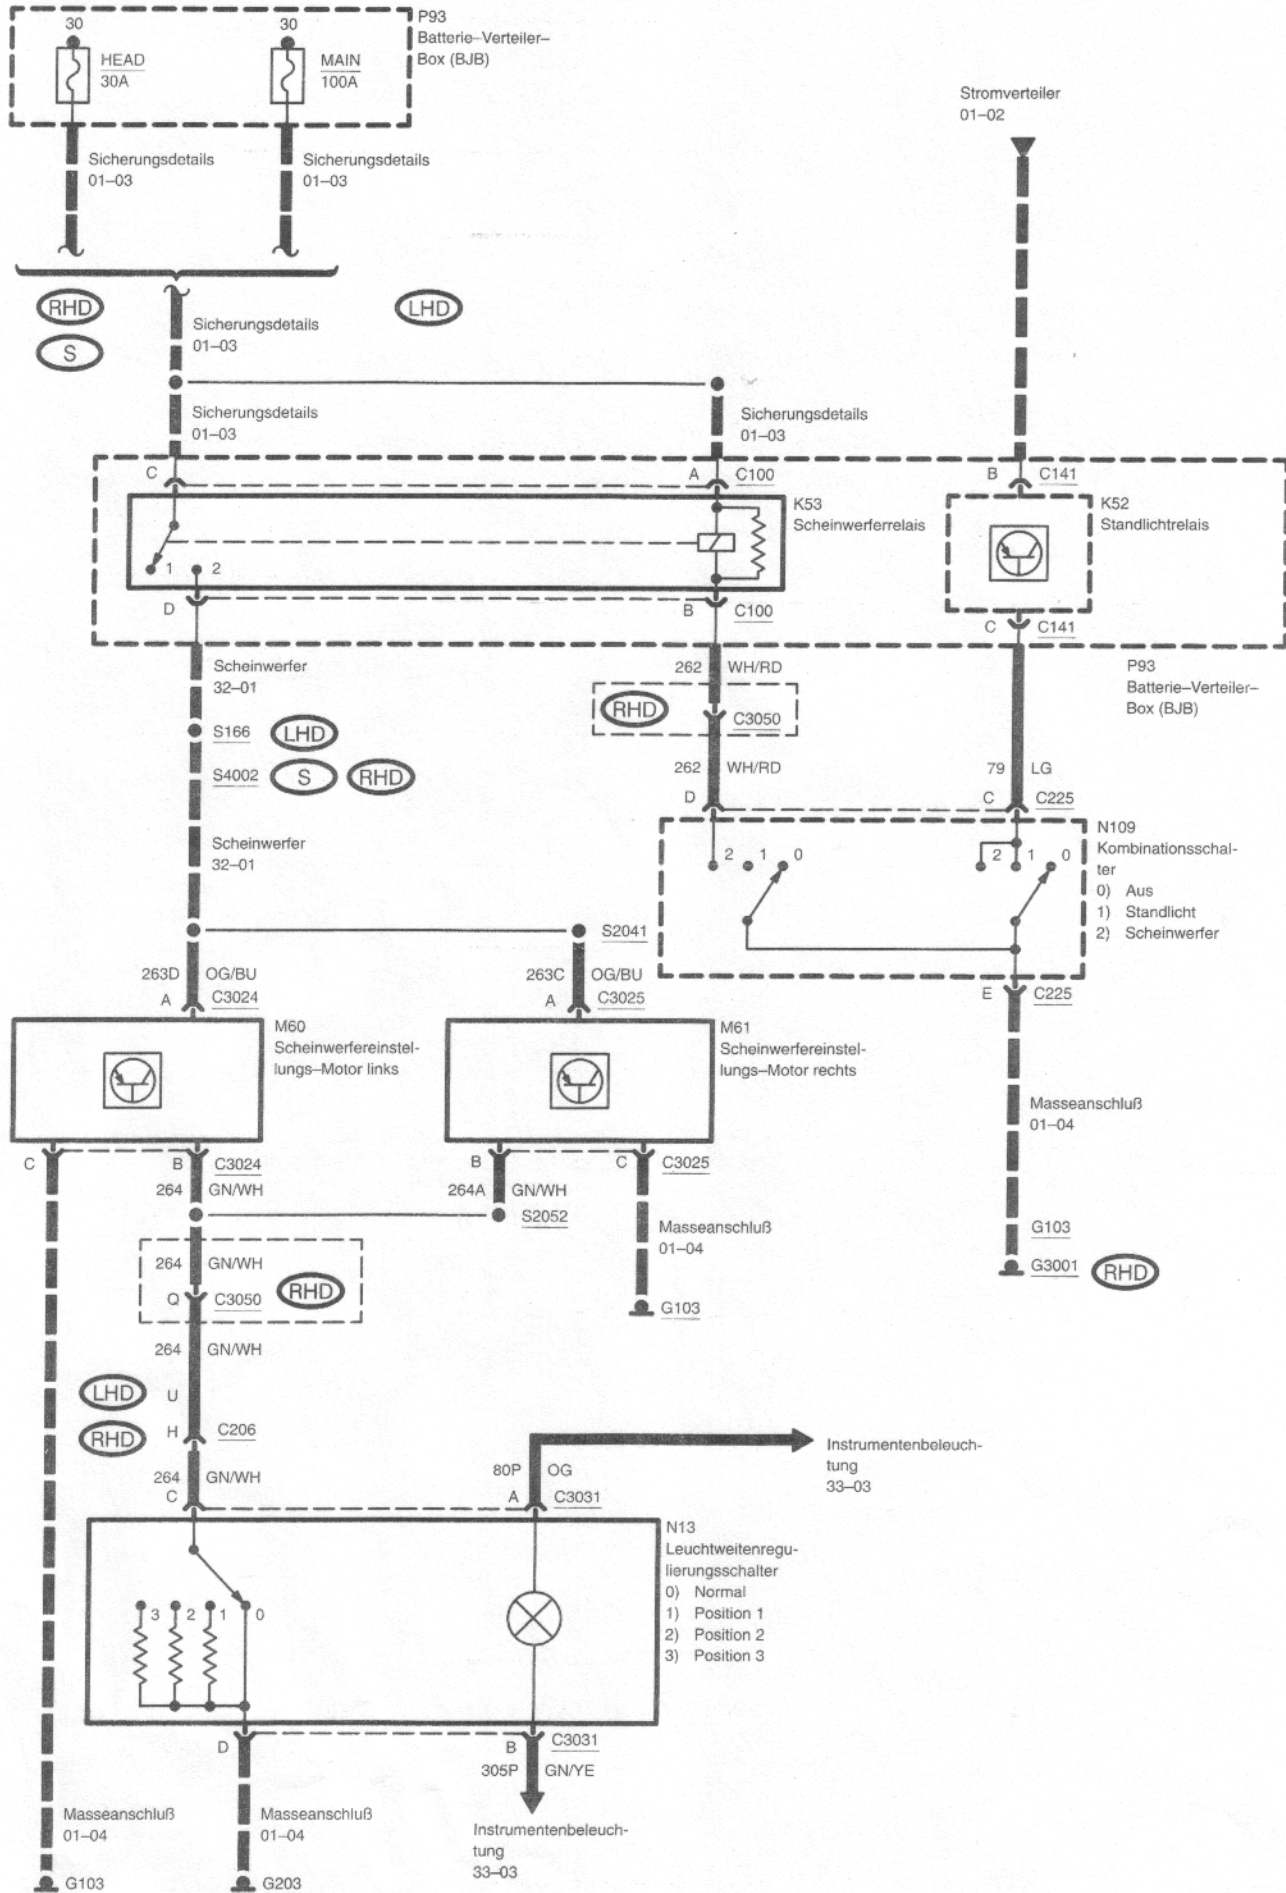 30
30
P93
Batterie–Verteiler–
Box (BJB)
HEAD
30A
MAIN
100A
Stromverteiler
01–02
Sicherungsdetails
01–03
Sicherungsdetails
01–03
RHD
LHD
S
Sicherungsdetails
01–03
Sicherungsdetails
01–03
Sicherungsdetails
01–03
C
A
C100
B
C141
K53
Scheinwerferrelais
K52
Standlichtrelais
1
2
D
B
C100
C
C141
Scheinwerfer
32–01
262
WH/RD
P93
Batterie–Verteiler–
Box (BJB)
RHD
C3050
S166
LHD
S4002
S
RHD
262
WH/RD
79
LG
D
C
C225
N109
Kombinationsschal-
ter
0) Aus
1) Standlicht
2) Scheinwerfer
2
1
0
2
1
0
Scheinwerfer
32–01
S2041
263D
OG/BU
A
C3024
263C
OG/BU
A
C3025
E
C225
M60
Scheinwerfereinstel-
lungs–Motor links
M61
Scheinwerfereinstel-
lungs–Motor rechts
Masseanschluß
01–04
C
B
C3024
B
C
C3025
264
GN/WH
264A
GN/WH
S2052
Masseanschluß
01–04
G103
G103
G3001
RHD
264
GN/WH
RHD
Q
C3050
264
GN/WH
LHD
U
RHD
H
C206
264
GN/WH
C
80P
OG
A
C3031
Instrumentenbeleuch-
tung
33–03
N13
Leuchtweitenregu-
lierungsschalter
0) Normal
1) Position 1
2) Position 2
3) Position 3
3
2
1
0
D
B
C3031
305P
GN/YE
Masseanschluß
01–04
Masseanschluß
01–04
Instrumentenbeleuch-
tung
33–03
G103
G203